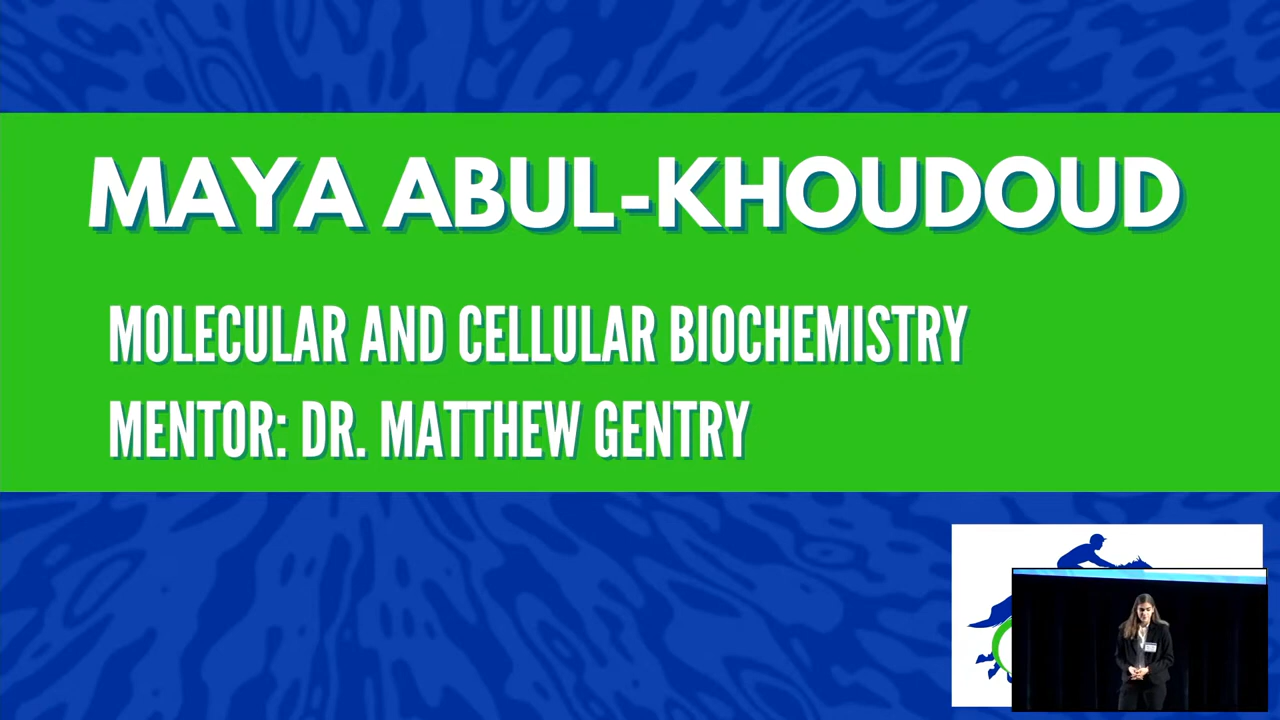 MAYA ABUL-KHOUDOUD
MOLECULAR AND CELLULAR BIOCHEMISTRY
MENTOR: DR. MATTHEW GENTRY